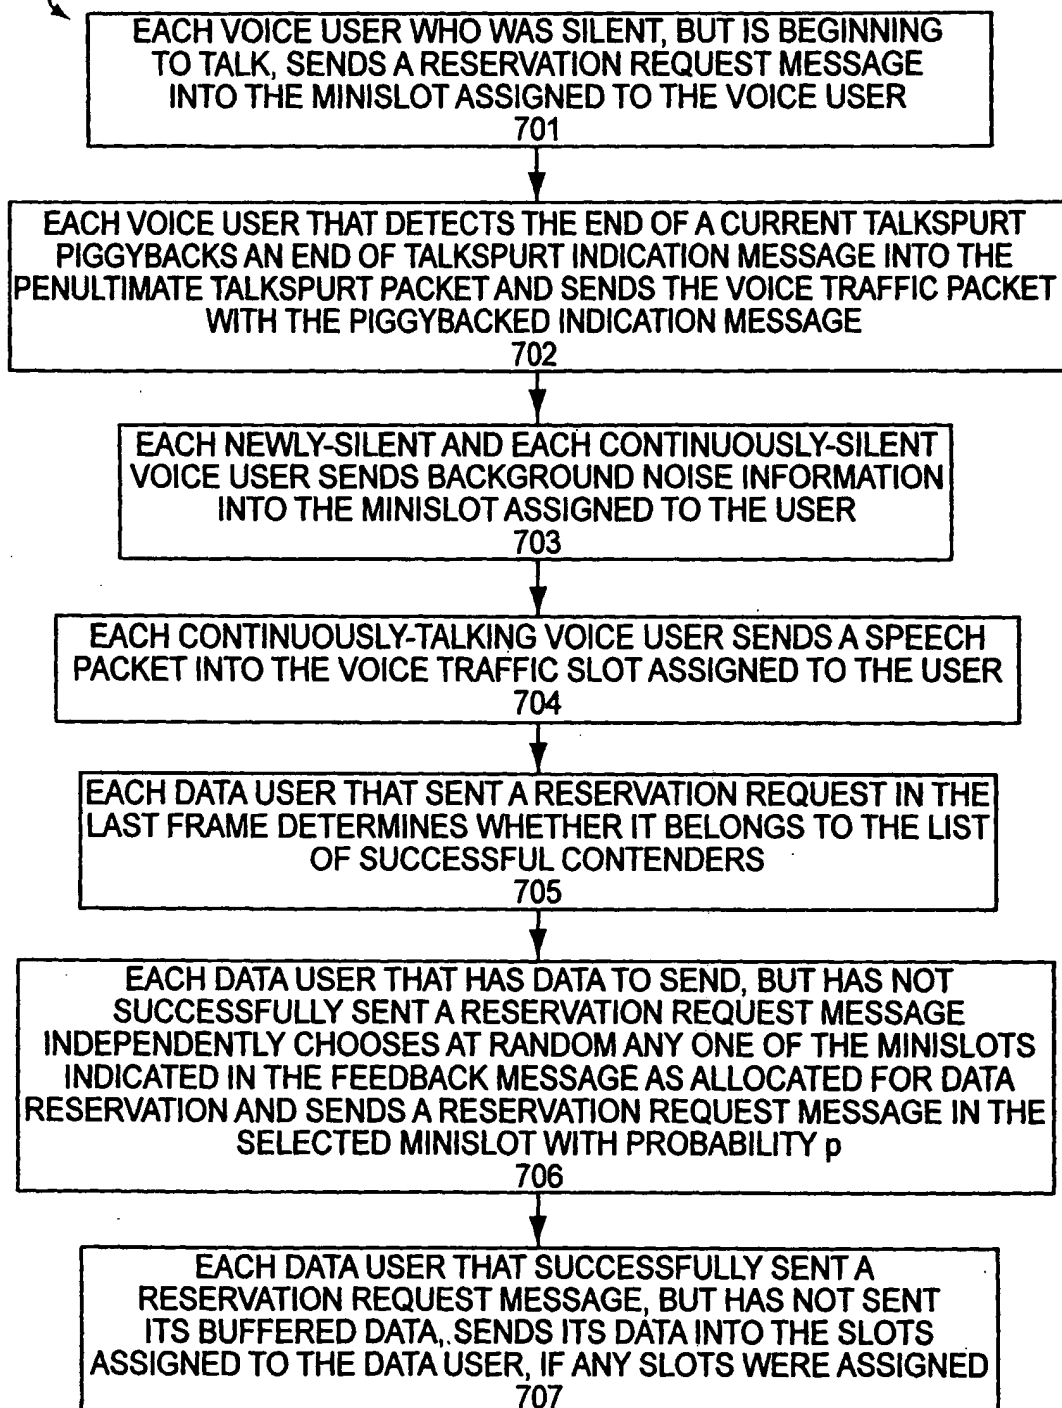 EACH VOICE USER WHO WAS SILENT, BUT IS BEGINNING
TO TALK, SENDS A RESERVATION REQUEST MESSAGE
INTO THE MINISLOT ASSIGNED TO THE VOICE USER
701
EACH VOICE USER THAT DETECTS THE END OF A CURRENT TALKSPURT
PIGGYBACKS AN END OF TALKSPURT INDICATION MESSAGE INTO THE
PENULTIMATE TALKSPURT PACKET AND SENDS THE VOICE TRAFFIC PACKET
WITH THE PIGGYBACKED INDICATION MESSAGE
702
EACH NEWLY-SILENT AND EACH CONTINUOUSLY-SILENT
VOICE USER SENDS BACKGROUND NOISE INFORMATION
INTO THE MINISLOT ASSIGNED TO THE USER
703
EACH CONTINUOUSLY-TALKING VOICE USER SENDS A SPEECH
PACKET INTO THE VOICE TRAFFIC SLOT ASSIGNED TO THE USER
704
EACH DATA USER THAT SENT A RESERVATION REQUEST IN THE
LAST FRAME DETERMINES WHETHER IT BELONGS TO THE LIST
OF SUCCESSFUL CONTENDERS
705
EACH DATA USER THAT HAS DATA TO SEND, BUT HAS NOT
SUCCESSFULLY SENT A RESERVATION REQUEST MESSAGE
INDEPENDENTLY CHOOSES AT RANDOM ANY ONE OF THE MINISLOTS
INDICATED IN THE FEEDBACK MESSAGE AS ALLOCATED FOR DATA
RESERVATION AND SENDS A RESERVATION REQUEST MESSAGE IN THE
SELECTED MINISLOT WITH PROBABILITY p
706
EACH DATA USER THAT SUCCESSFULLY SENT A
RESERVATION REQUEST MESSAGE, BUT HAS NOT SENT
ITS BUFFERED DATA, SENDS ITS DATA INTO THE SLOTS
ASSIGNED TO THE DATA USER, IF ANY SLOTS WERE ASSIGNED
707